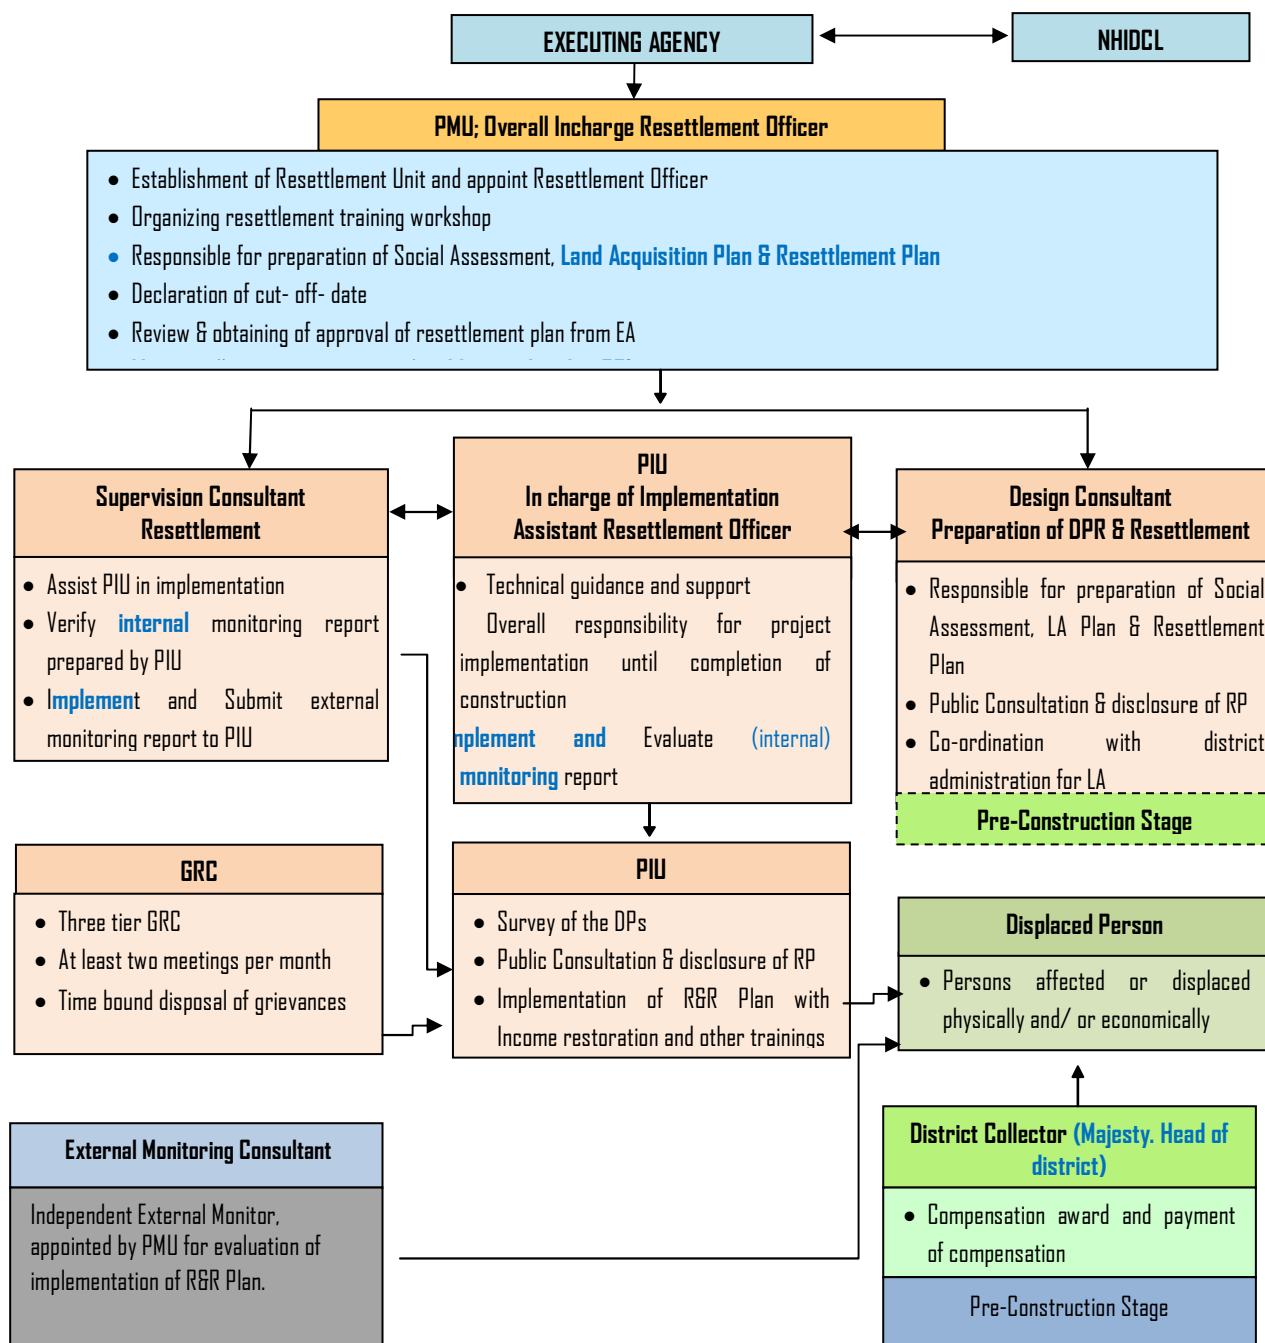 EXECUTING AGENCY
NHIDCL
PMU; Overall Incharge Resettlement Officer
• Establishment of Resettlement Unit and appoint Resettlement Officer
• Organizing resettlement training workshop
• Responsible for preparation of Social Assessment, Land Acquisition Plan & Resettlement Plan
• Declaration of cut- off- date
• Review & obtaining of approval of resettlement plan from EA
Supervision Consultant
Resettlement
• Assist PIU in implementation
• Verify internal monitoring report
prepared by PIU
• Implement and Submit external
monitoring report to PIU
PIU
In charge of Implementation
Assistant Resettlement Officer
• Technical guidance and support
Overall responsibility for project
implementation until completion of
construction
mplement and Evaluate (internal)
monitoring report
Design Consultant
Preparation of DPR & Resettlement
• Responsible for preparation of Social
Assessment, LA Plan & Resettlement
Plan
• Public Consultation & disclosure of RP
• Co-ordination with district
administration for LA
Pre-Construction Stage
GRC
• Three tier GRC
• At least two meetings per month
• Time bound disposal of grievances
PIU
• Survey of the DPs
• Public Consultation & disclosure of RP
• Implementation of R&R Plan with
Income restoration and other trainings
Displaced Person
• Persons affected or displaced
physically and/ or economically
External Monitoring Consultant
Independent External Monitor,
appointed by PMU for evaluation of
implementation of R&R Plan.
District Collector (Majesty. Head of
district)
• Compensation award and payment
of compensation
Pre-Construction Stage